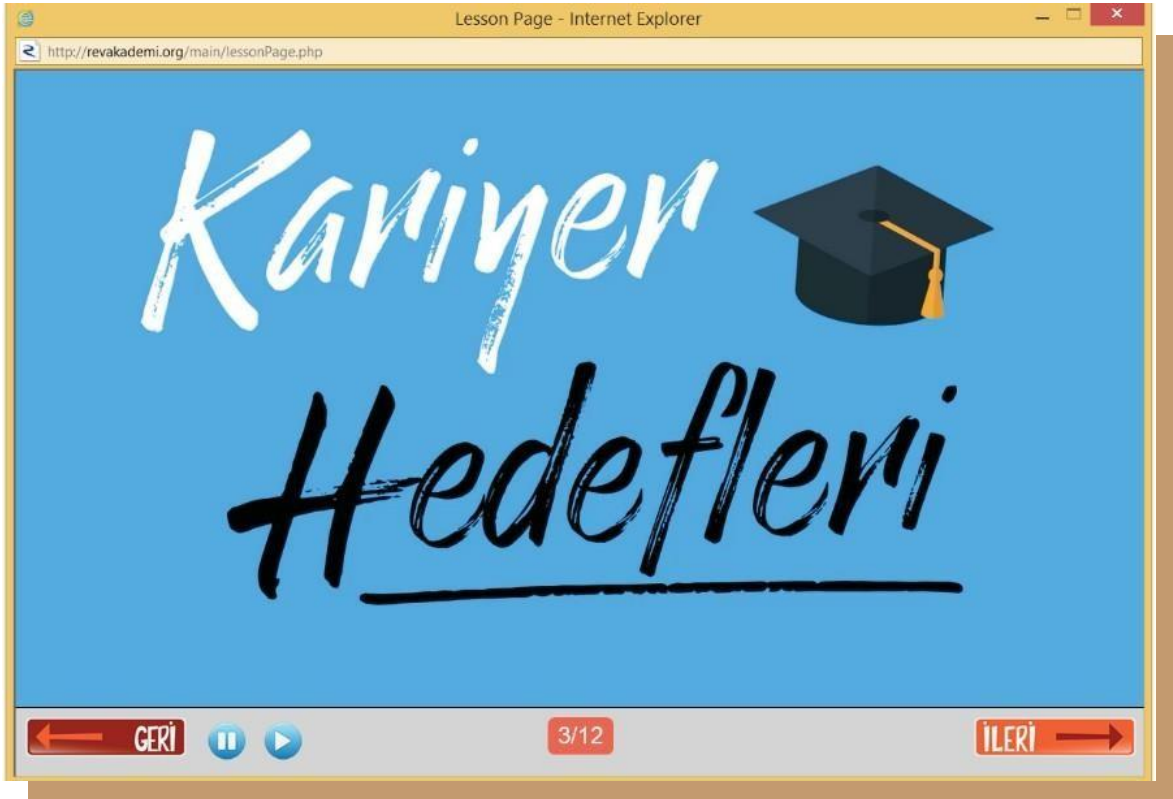 Lesson Page - Internet Explorer
http://revakademi.org/main/lessonPage.php
Kariyer
Hedefleri
GERİ
3/12
İLERİ